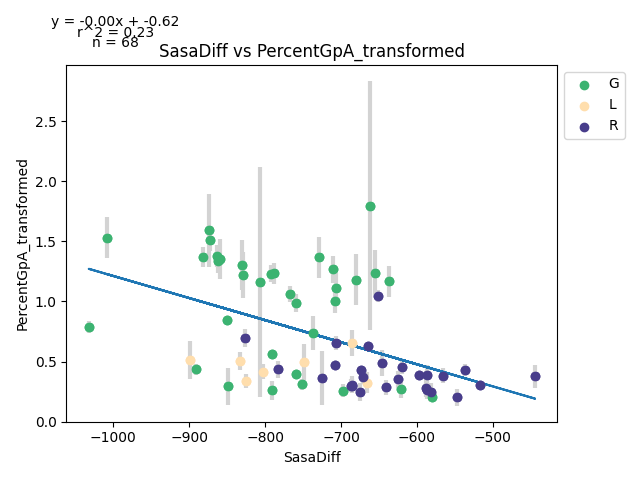 y = -0.00x + -0.62
r^2 = 0.23
n = 68
SasaDiff vs PercentGpA_transformed
G
L
R
PercentGpA_transformed
2.5
2.0
1.5
1.0
0.5
0.0
−1000 −900 −800 −700 −600 −500
SasaDiff